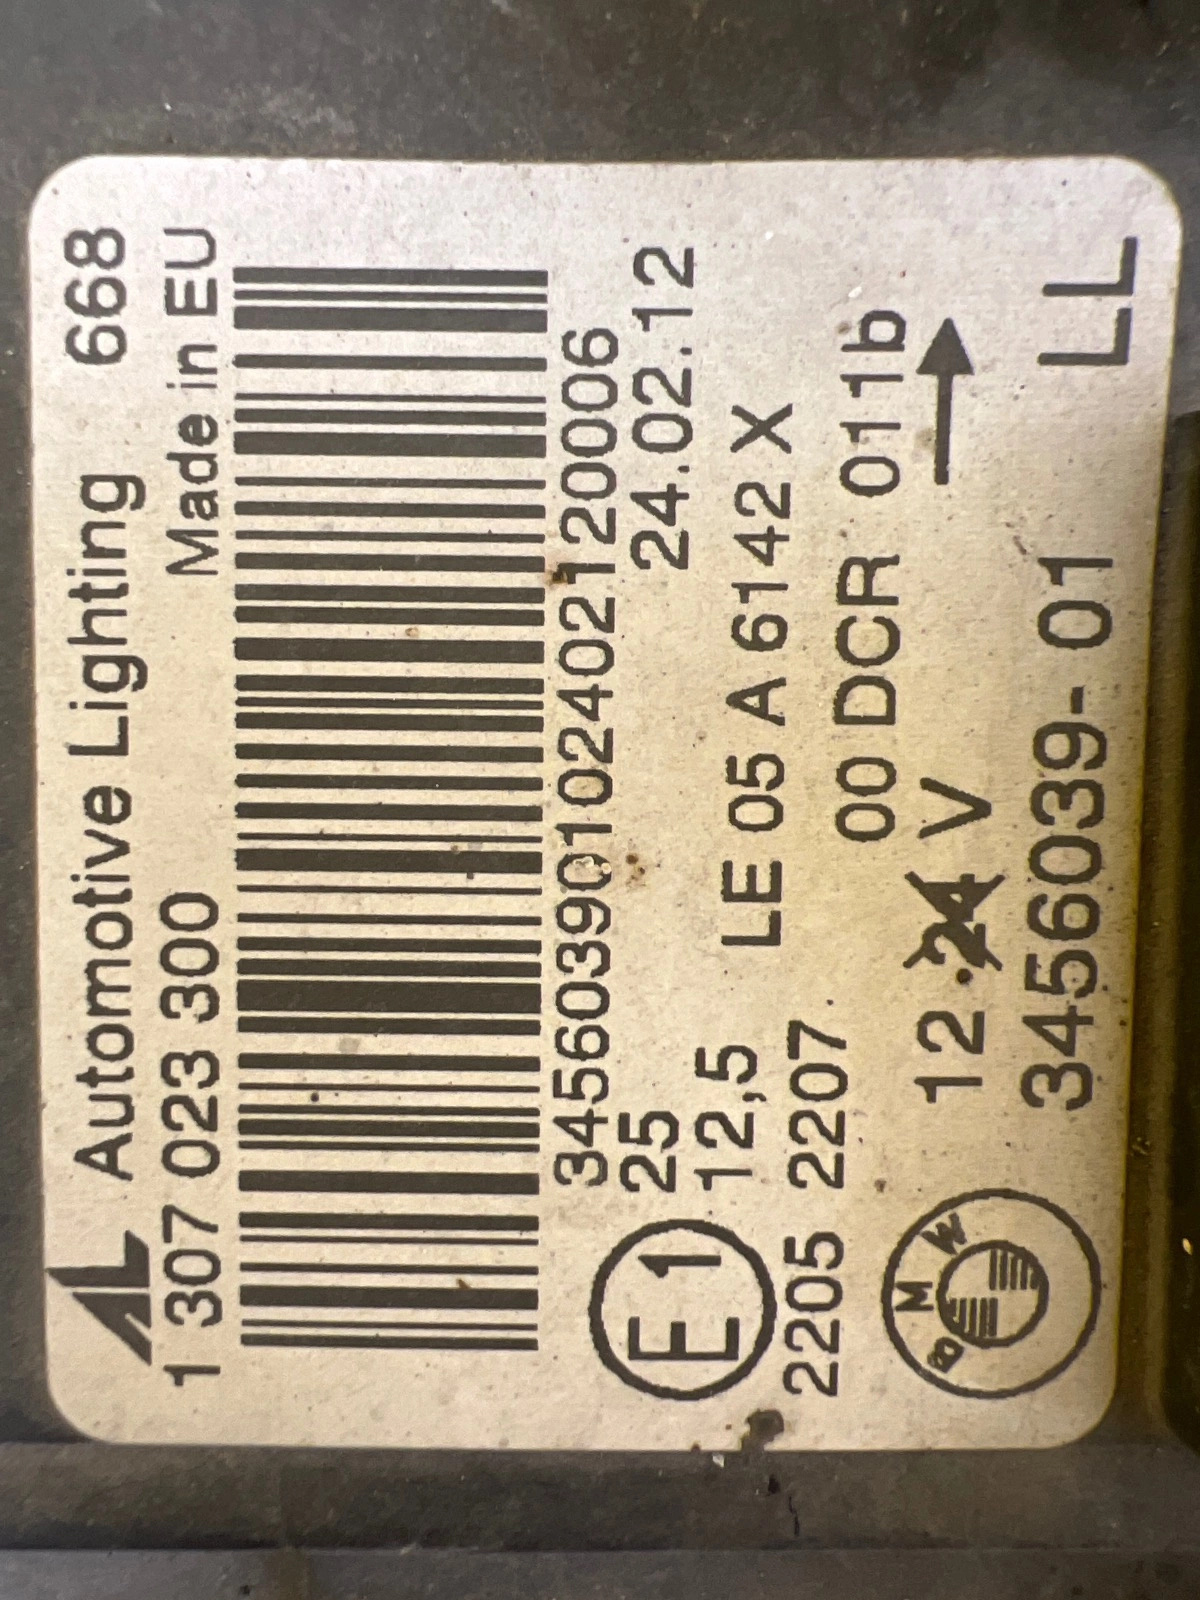 AL Automotive Lighting 668
1 307 023 300 Made in EU
34560390102402120006
25 24.02.12
E1 12,5 LE 05 A 6142 X
2205 2207 00 DCR 011b
12.24 V →
BMW 3456039-01 LL